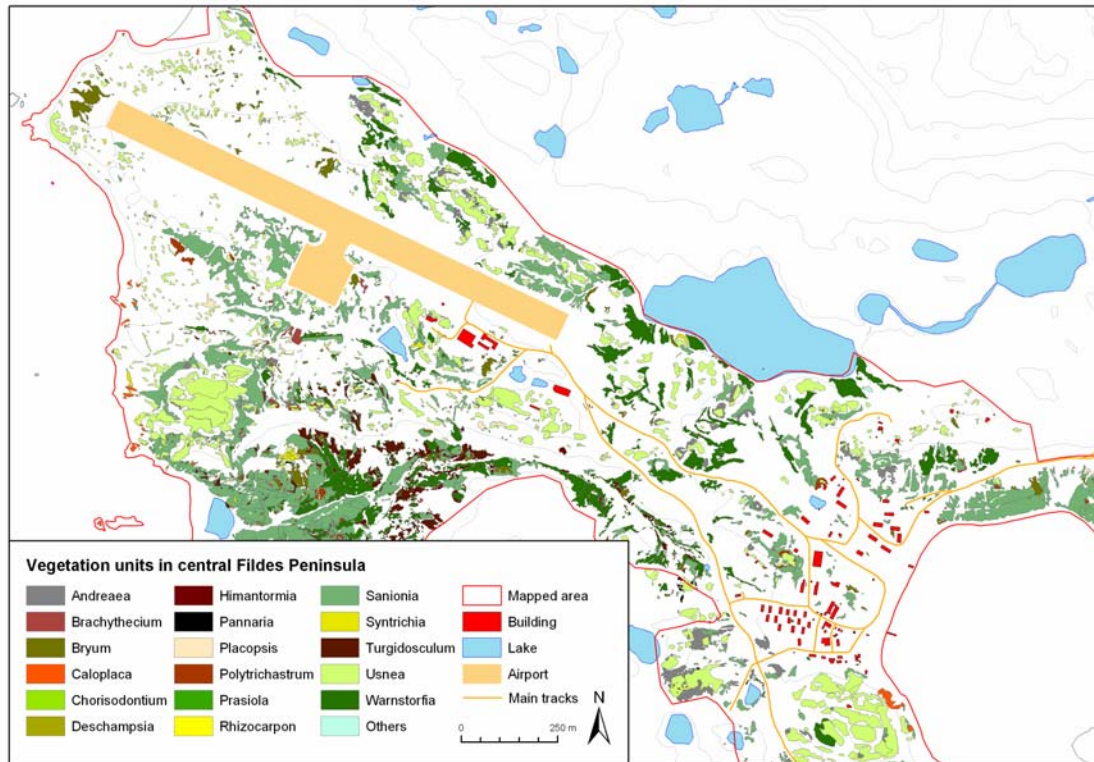 Vegetation units in central Fildes Peninsula
Andreaea
Brachythecium
Bryum
Caloplaca
Chorisodontium
Deschampsia
Himantormia
Pannaria
Placopsis
Polytrichastrum
Prasiola
Rhizocarpon
Sanionia
Syntrichia
Turgidosculum
Usnea
Warnstorfia
Others
Mapped area
Building
Lake
Airport
Main tracks
N
0 250 m